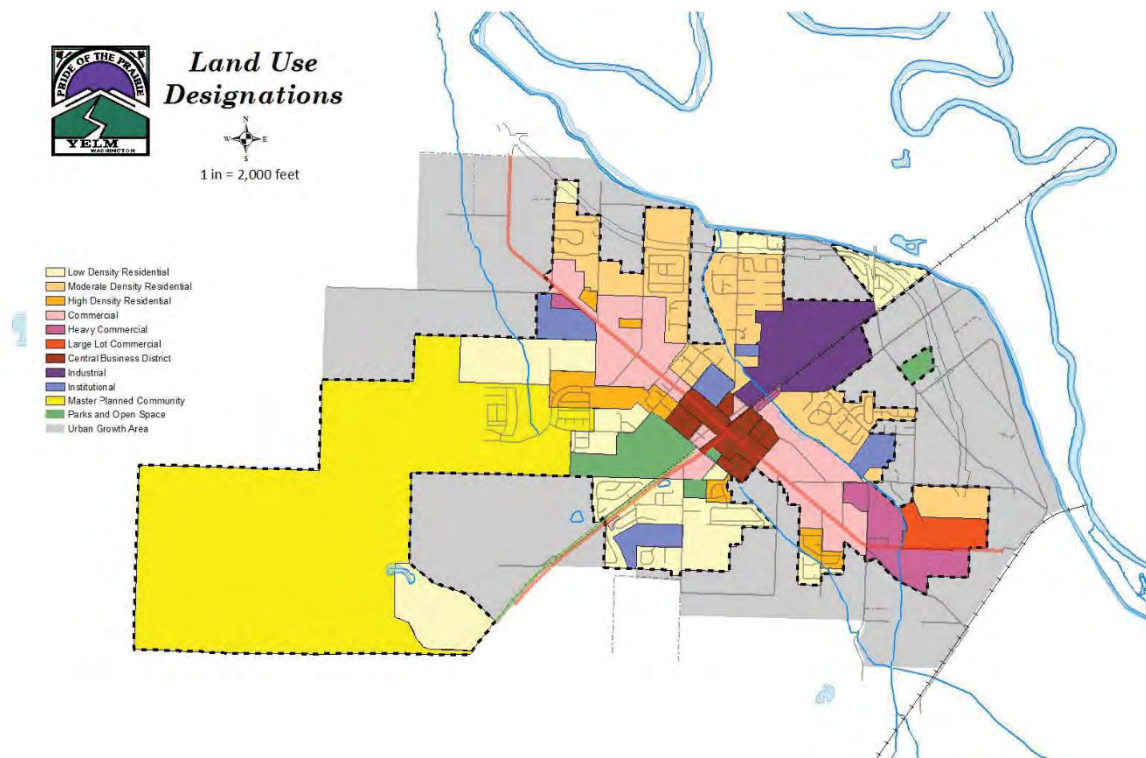 PRIDE OF THE PRAIRIE
YELM
WASHINGTON
Land Use
Designations
N
W E
S
1 in = 2,000 feet
Low Density Residential
Moderate Density Residential
High Density Residential
Commercial
Heavy Commercial
Large Lot Commercial
Central Business District
Industrial
Institutional
Master Planned Community
Parks and Open Space
Urban Growth Area